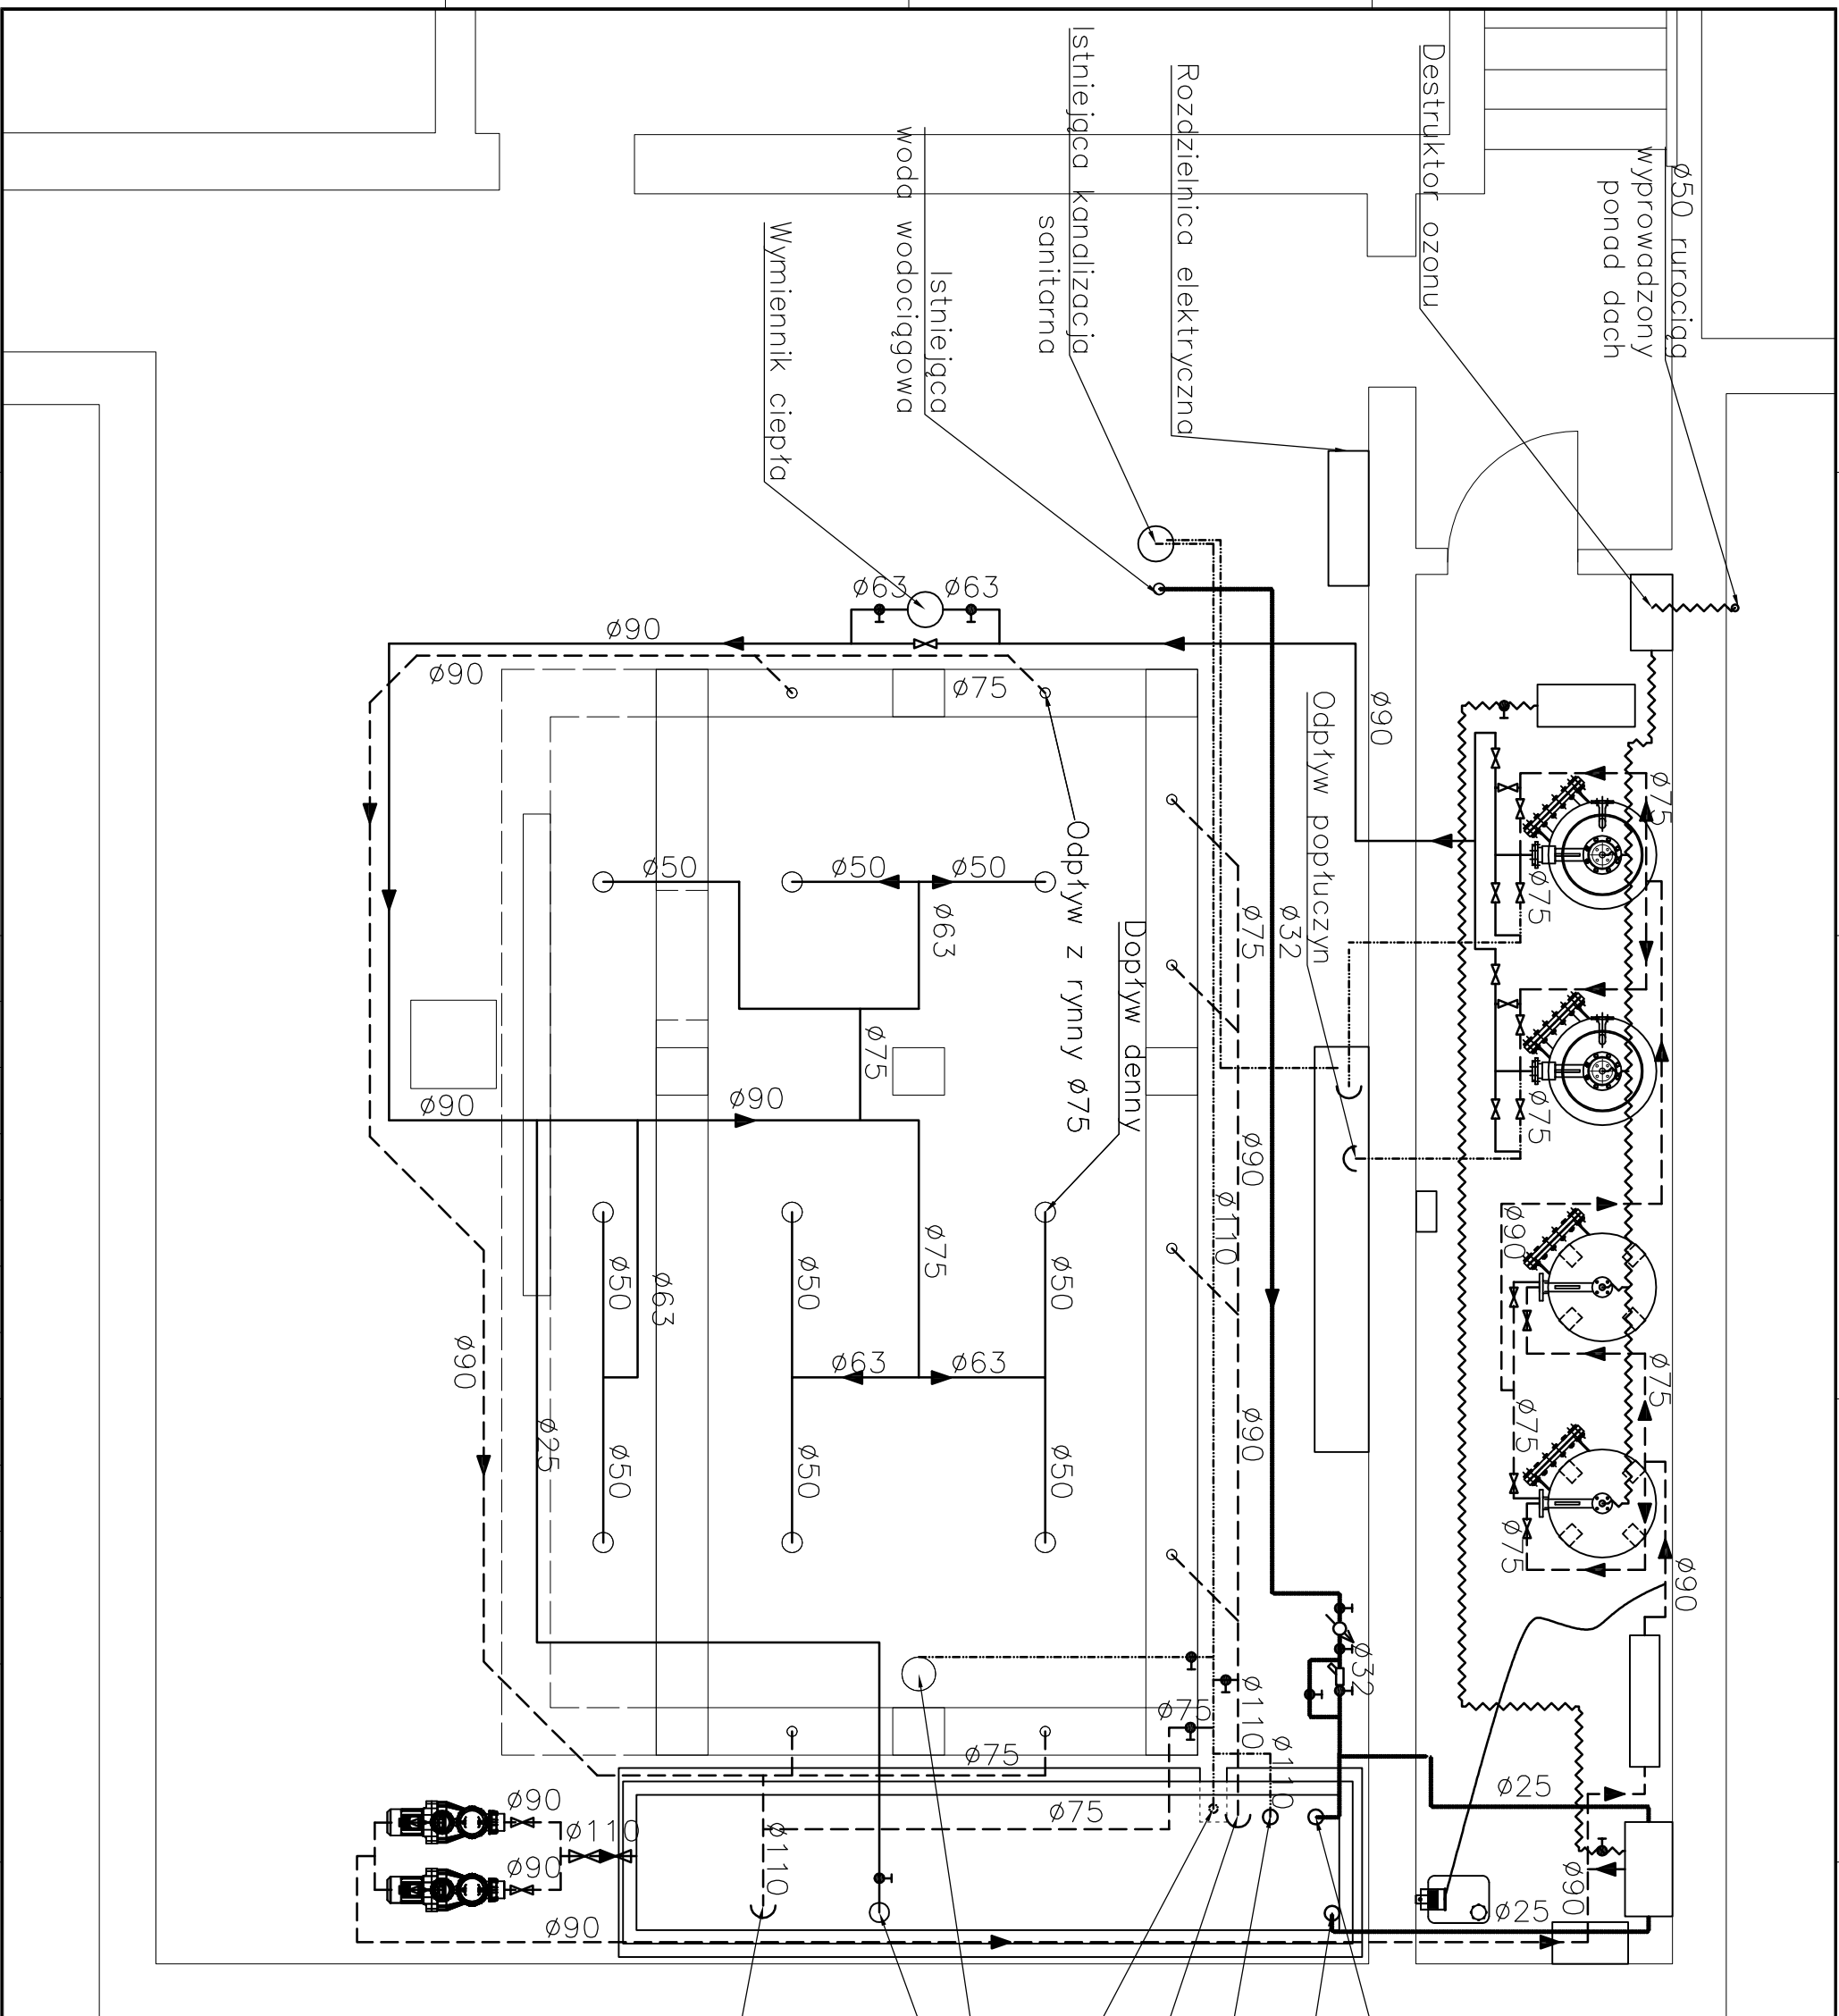 ø50 rurociąg
wyprowadzony
ponad dach
Destruktor ozonu
Rozdzielnica elektryczna
Istniejąca kanalizacja
sanitarna
Istniejąca
woda wodociągowa
Wymiennik ciepła
ø63
ø63
ø90
ø90
ø75
ø90
Odpływ popłuczyn
ø75
ø75
ø75
Odpływ z rynny ø75
Dopływ denny
ø50
ø50
ø50
ø63
ø75
ø32
ø75
ø90
ø90
ø90
ø110
ø75
ø50
ø50
ø50
ø63
ø63
ø63
ø90
ø75
ø75
ø75
ø90
ø90
ø90
ø25
ø50
ø50
ø50
ø32
ø110
ø75
ø110
ø75
ø75
ø25
ø90
ø25
ø90
ø110
ø90
ø110
ø90